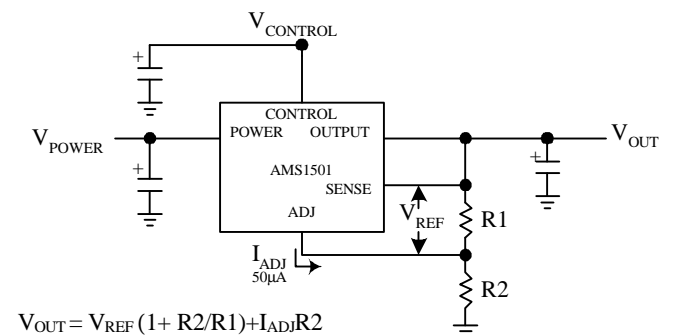 V_CONTROL
+
CONTROL
V_POWER
POWER OUTPUT
V_OUT
+
AMS1501
+
SENSE
V_REF
R1
ADJ
I_ADJ
50µA
R2
V_OUT = V_REF (1+ R2/R1)+I_ADJR2